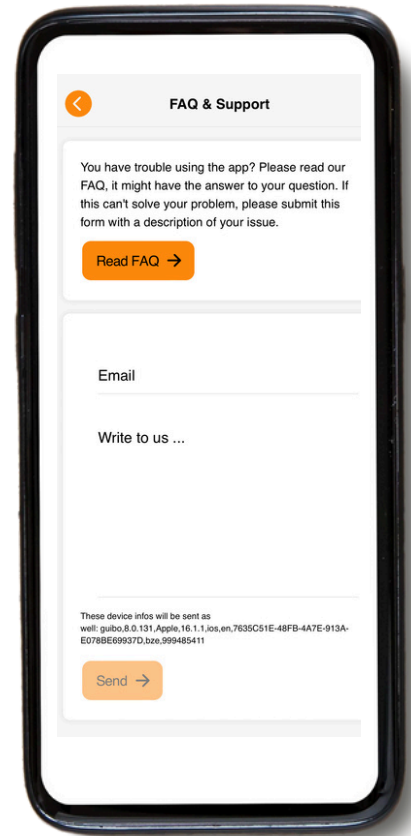 FAQ & Support
You have trouble using the app? Please read our
FAQ, it might have the answer to your question. If
this can't solve your problem, please submit this
form with a description of your issue.
Read FAQ →
Email
Write to us ...
These device infos will be sent as
well: guibo,8.0.131,Apple,16.1.1,ios,en,7635C51E-48FB-4A7E-913A-
E078BE69937D,bze,999485411
Send →